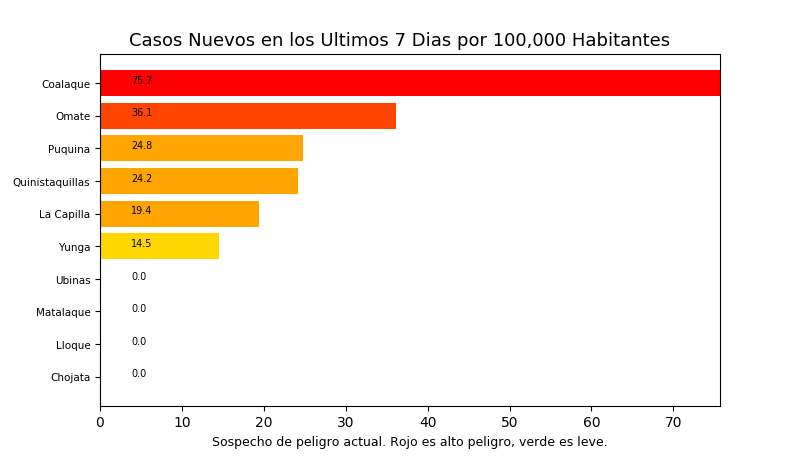 Casos Nuevos en los Ultimos 7 Dias por 100,000 Habitantes
Coalaque 75.7
Omate 36.1
Puquina 24.8
Quinistaquillas 24.2
La Capilla 19.4
Yunga 14.5
Ubinas 0.0
Matalaque 0.0
Lloque 0.0
Chojata 0.0
0 10 20 30 40 50 60 70
Sospecho de peligro actual. Rojo es alto peligro, verde es leve.